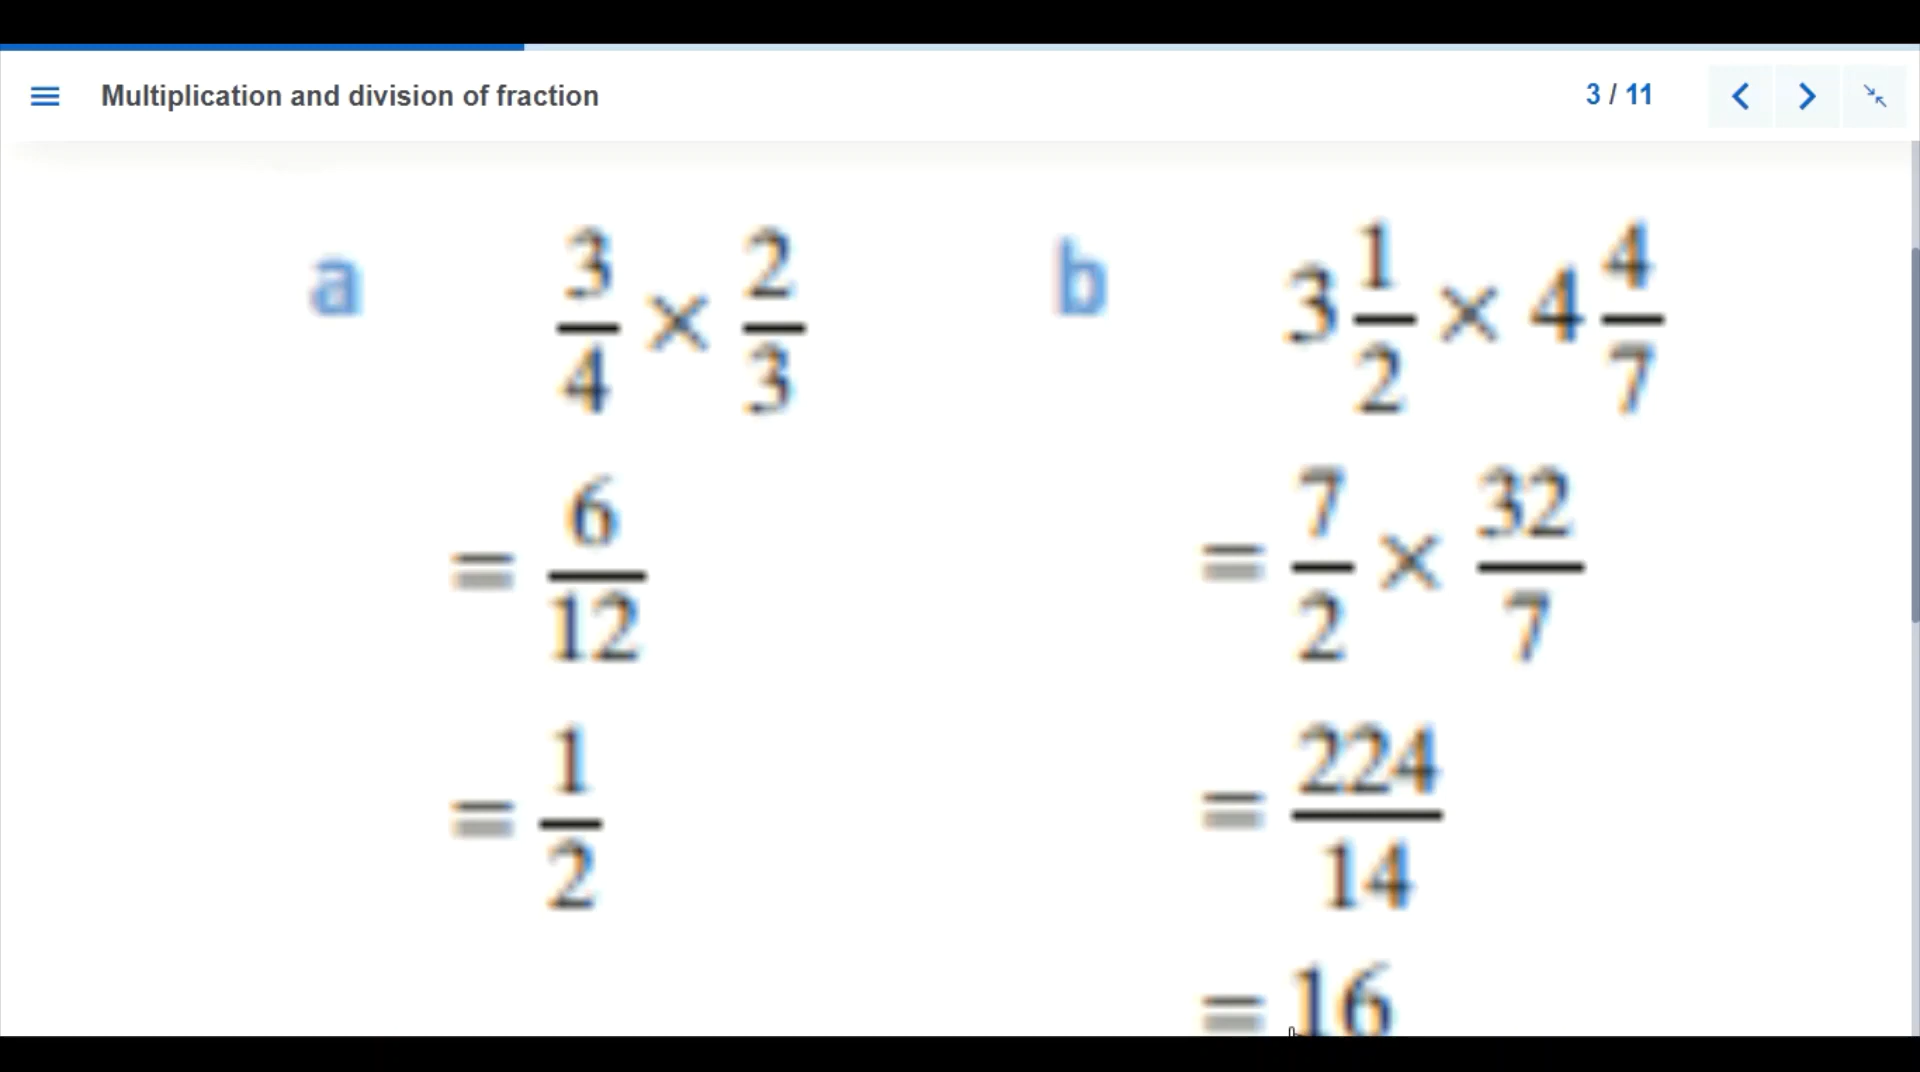 Multiplication and division of fraction
3 / 11
a 3/4 × 2/3
= 6/12
= 1/2
b 3 1/2 × 4 4/7
= 7/2 × 32/7
= 224/14
= 16